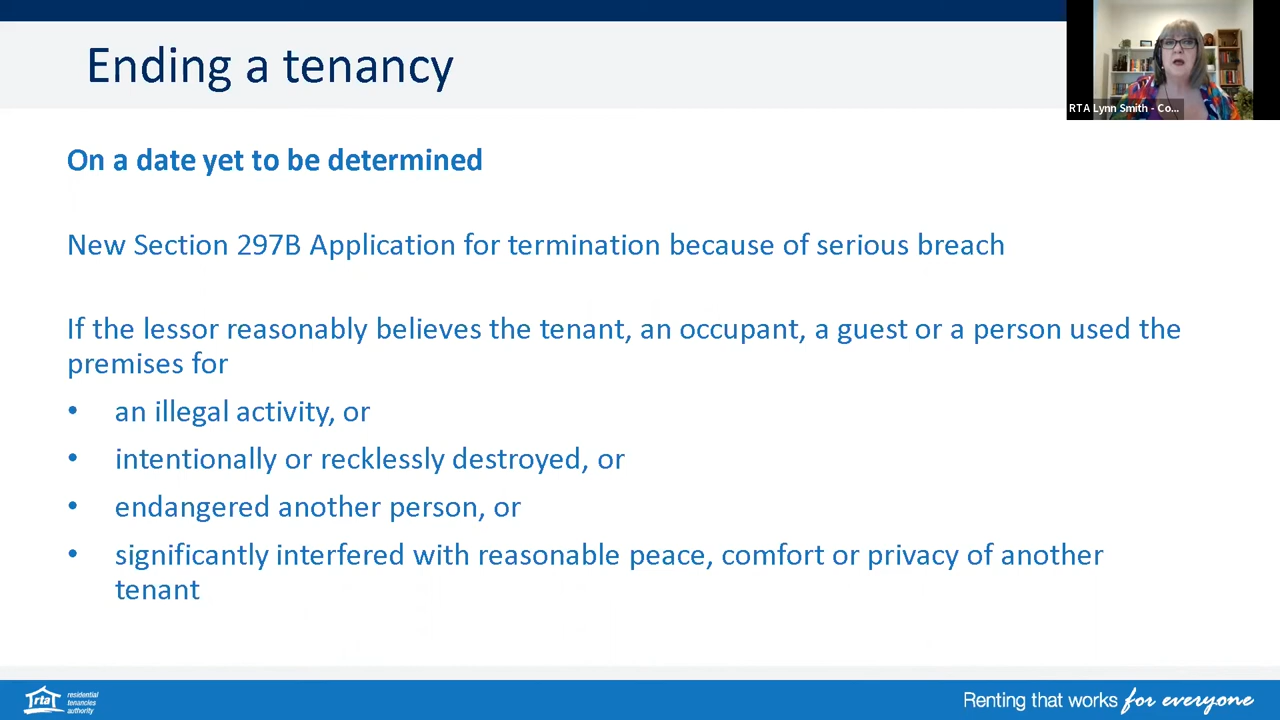 Ending a tenancy
RTA Lynn Smith - Co...
On a date yet to be determined
New Section 297B Application for termination because of serious breach
If the lessor reasonably believes the tenant, an occupant, a guest or a person used the
premises for
• an illegal activity, or
• intentionally or recklessly destroyed, or
• endangered another person, or
• significantly interfered with reasonable peace, comfort or privacy of another
tenant
rta
residential
tenancies
authority
Renting that works for everyone